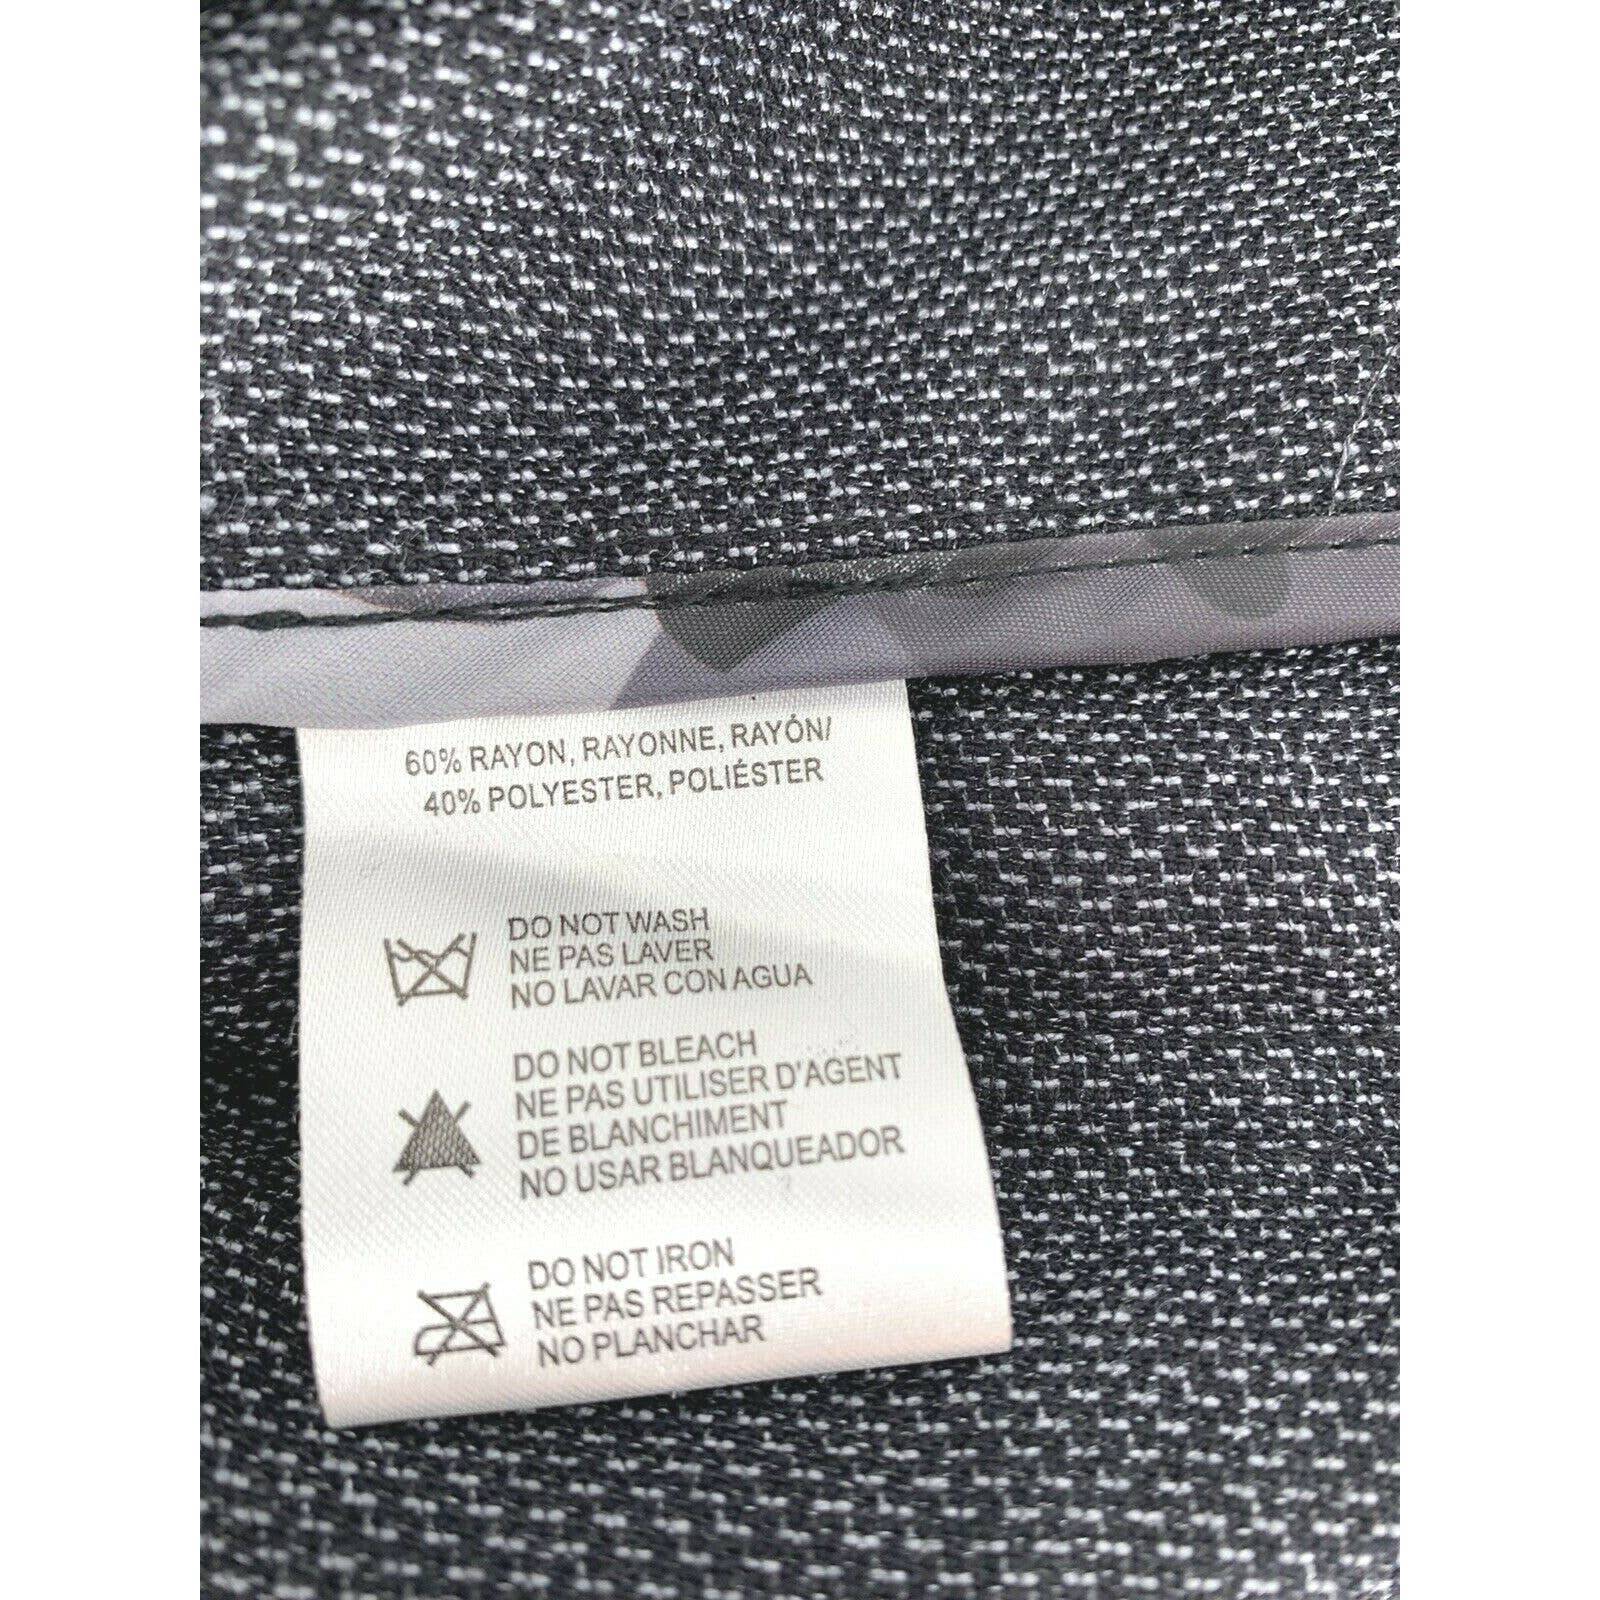 60% RAYON, RAYONNE, RAYÓN/
40% POLYESTER, POLIÉSTER
DO NOT WASH
NE PAS LAVER
NO LAVAR CON AGUA
DO NOT BLEACH
NE PAS UTILISER D'AGENT
DE BLANCHIMENT
NO USAR BLANQUEADOR
DO NOT IRON
NE PAS REPASSER
NO PLANCHAR